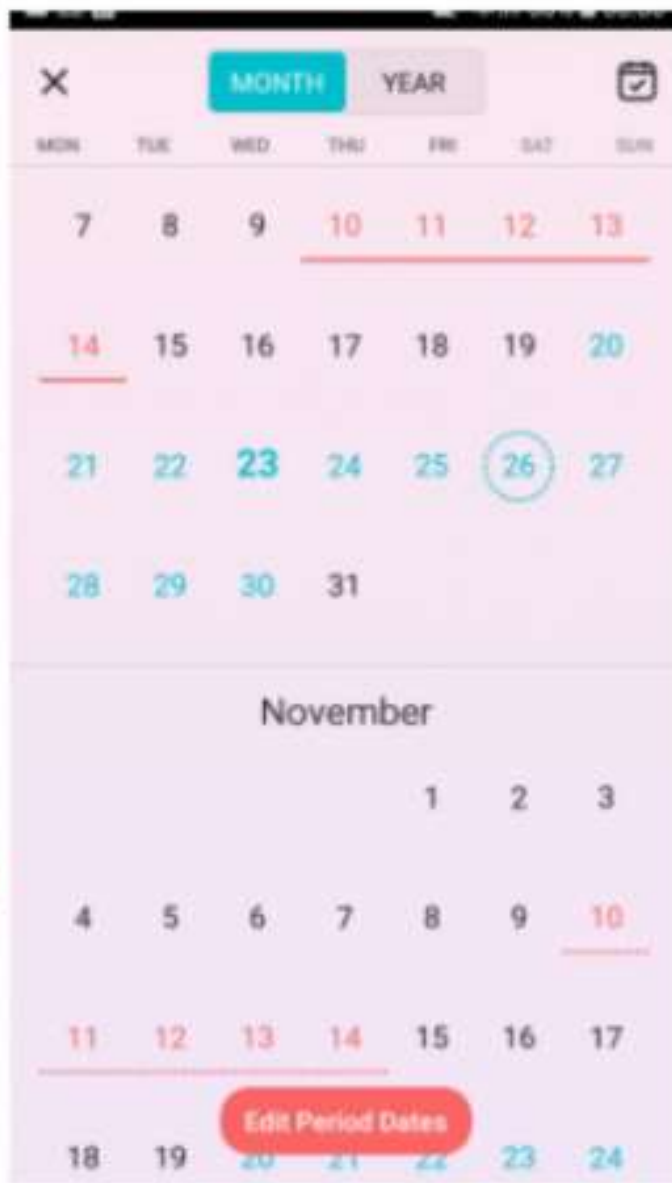 MONTH YEAR
MON TUE WED THU FRI SAT SUN
7 8 9 10 11 12 13
14 15 16 17 18 19 20
21 22 23 24 25 26 27
28 29 30 31
November
1 2 3
4 5 6 7 8 9 10
11 12 13 14 15 16 17
Edit Period Dates
18 19 20 21 22 23 24